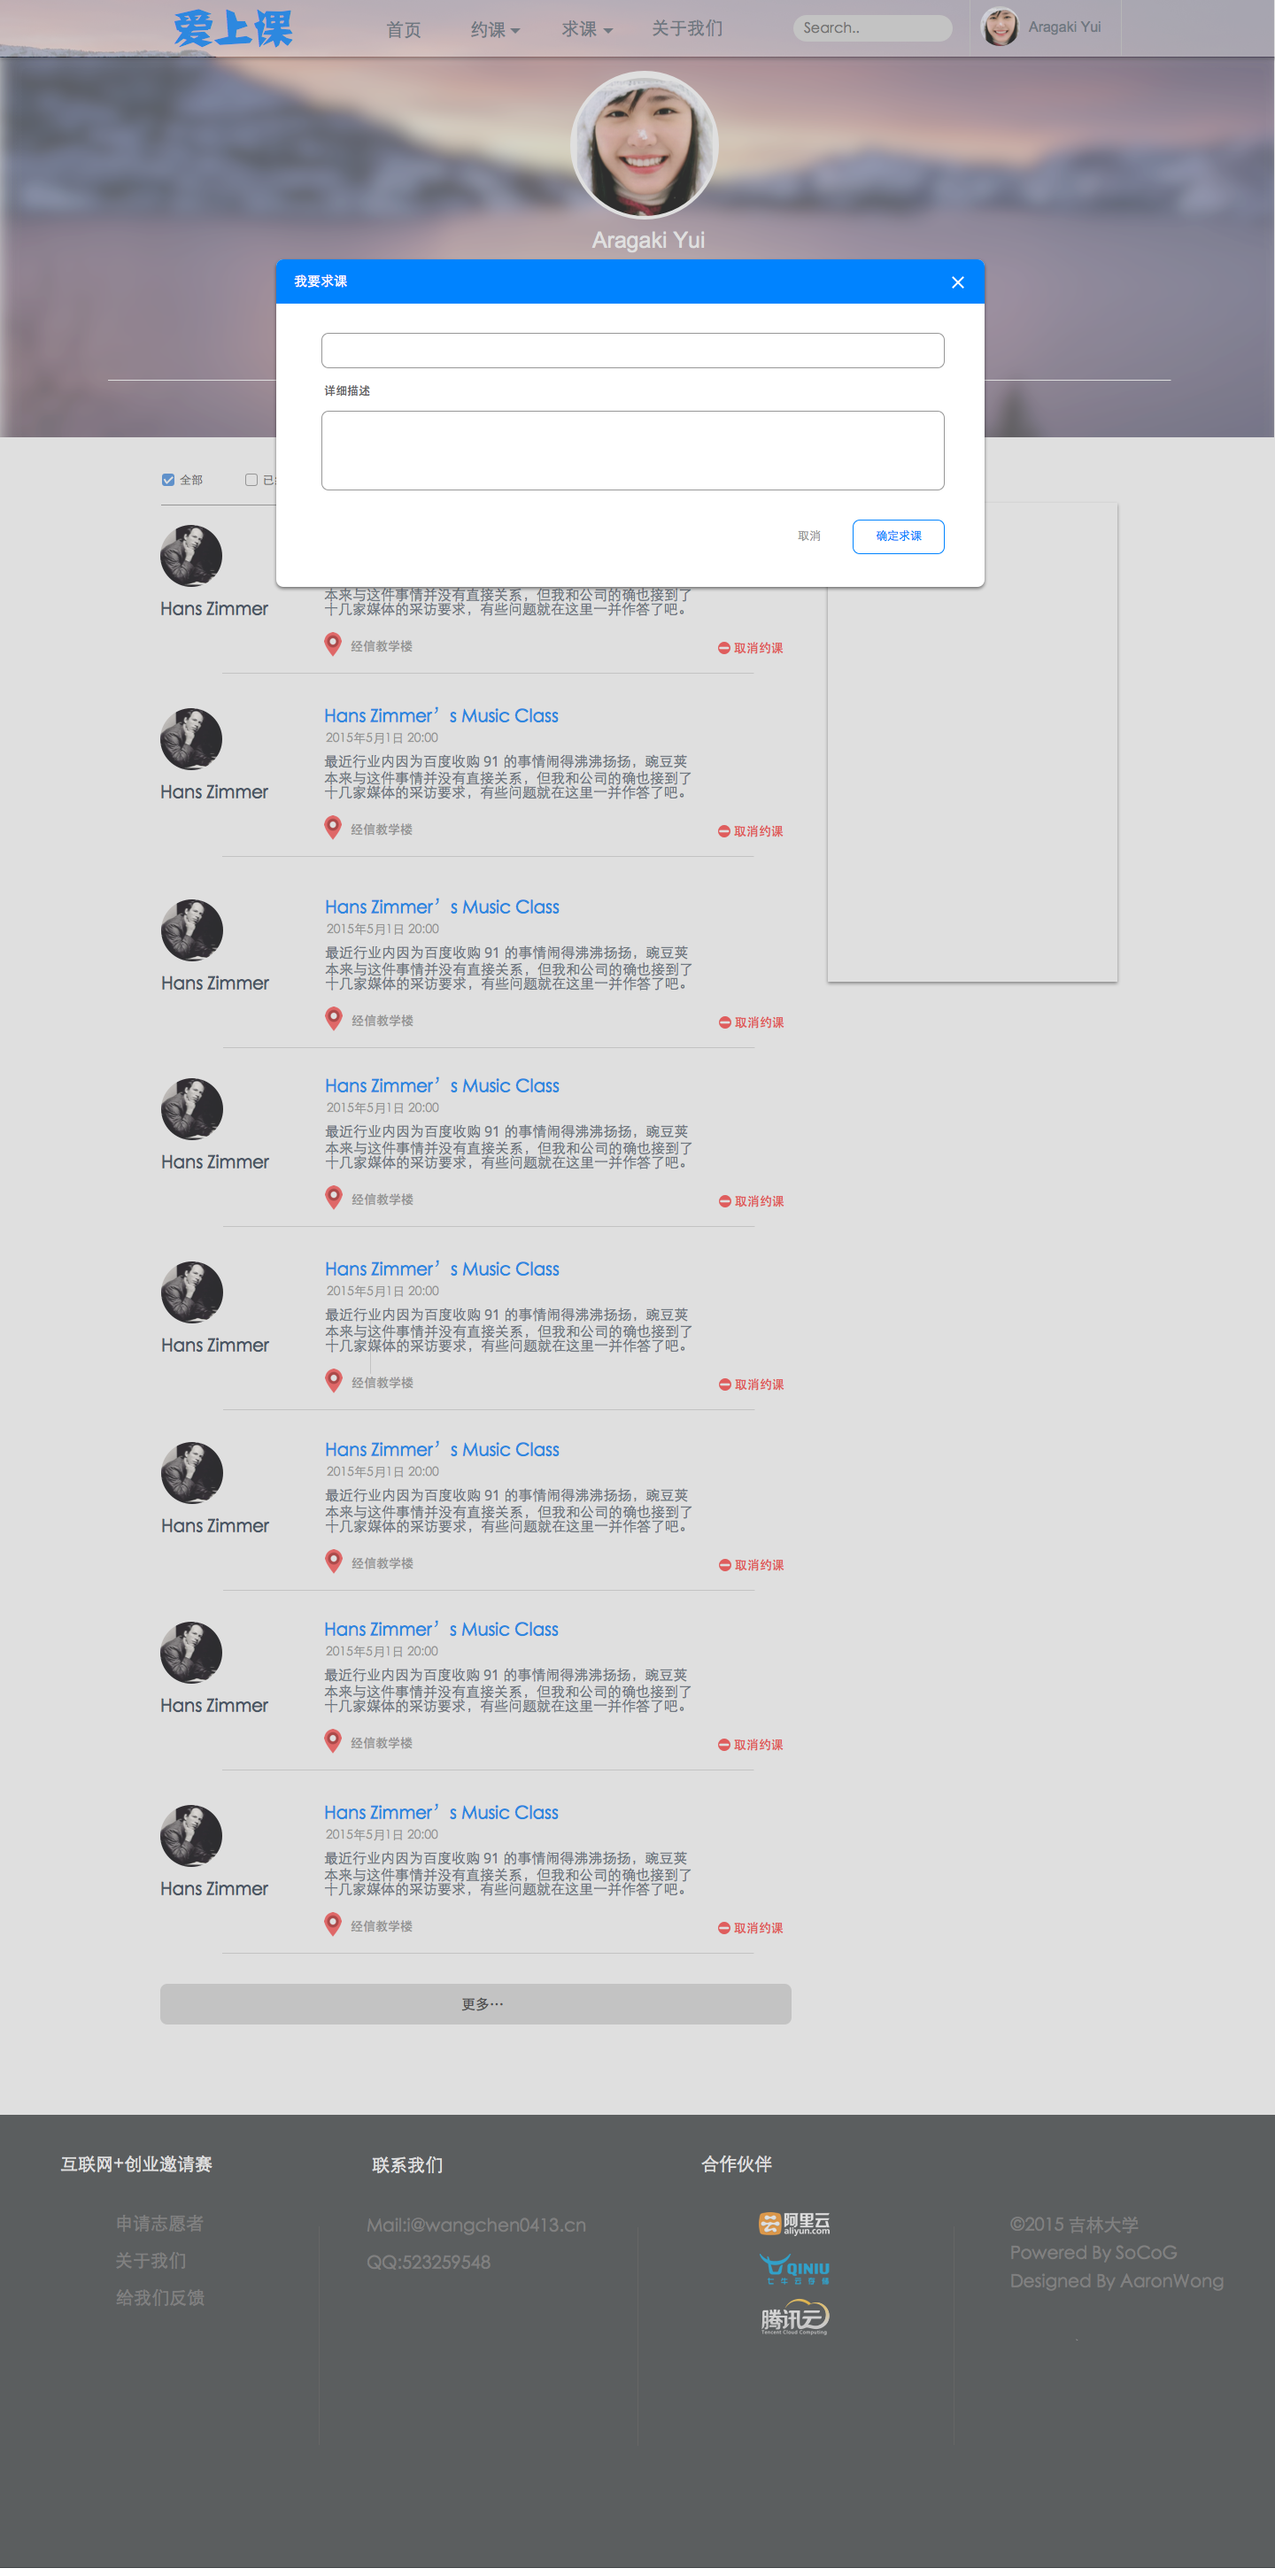 爱上课
首页
约课
求课
关于我们
Search..
Aragaki Yui
Aragaki Yui
我要求课
详细描述
取消
确定求课
全部
已
本来与这件事情并没有直接关系，但我和公司的确也接到了
十几家媒体的采访要求，有些问题就在这里一并作答了吧。
Hans Zimmer
经信教学楼
取消约课
Hans Zimmer’s Music Class
2015年5月1日 20:00
最近行业内因为百度收购 91 的事情闹得沸沸扬扬，豌豆荚
本来与这件事情并没有直接关系，但我和公司的确也接到了
十几家媒体的采访要求，有些问题就在这里一并作答了吧。
Hans Zimmer
经信教学楼
取消约课
Hans Zimmer’s Music Class
2015年5月1日 20:00
最近行业内因为百度收购 91 的事情闹得沸沸扬扬，豌豆荚
本来与这件事情并没有直接关系，但我和公司的确也接到了
十几家媒体的采访要求，有些问题就在这里一并作答了吧。
Hans Zimmer
经信教学楼
取消约课
Hans Zimmer’s Music Class
2015年5月1日 20:00
最近行业内因为百度收购 91 的事情闹得沸沸扬扬，豌豆荚
本来与这件事情并没有直接关系，但我和公司的确也接到了
十几家媒体的采访要求，有些问题就在这里一并作答了吧。
Hans Zimmer
经信教学楼
取消约课
Hans Zimmer’s Music Class
2015年5月1日 20:00
最近行业内因为百度收购 91 的事情闹得沸沸扬扬，豌豆荚
本来与这件事情并没有直接关系，但我和公司的确也接到了
十几家媒体的采访要求，有些问题就在这里一并作答了吧。
Hans Zimmer
经信教学楼
取消约课
Hans Zimmer’s Music Class
2015年5月1日 20:00
最近行业内因为百度收购 91 的事情闹得沸沸扬扬，豌豆荚
本来与这件事情并没有直接关系，但我和公司的确也接到了
十几家媒体的采访要求，有些问题就在这里一并作答了吧。
Hans Zimmer
经信教学楼
取消约课
Hans Zimmer’s Music Class
2015年5月1日 20:00
最近行业内因为百度收购 91 的事情闹得沸沸扬扬，豌豆荚
本来与这件事情并没有直接关系，但我和公司的确也接到了
十几家媒体的采访要求，有些问题就在这里一并作答了吧。
Hans Zimmer
经信教学楼
取消约课
Hans Zimmer’s Music Class
2015年5月1日 20:00
最近行业内因为百度收购 91 的事情闹得沸沸扬扬，豌豆荚
本来与这件事情并没有直接关系，但我和公司的确也接到了
十几家媒体的采访要求，有些问题就在这里一并作答了吧。
Hans Zimmer
经信教学楼
取消约课
更多…
互联网+创业邀请赛
申请志愿者
关于我们
给我们反馈
联系我们
Mail:i@wangchen0413.cn
QQ:523259548
合作伙伴
阿里云
aliyun.com
QINIU
七牛云存储
腾讯云
Tencent Cloud Computing
©2015 吉林大学
Powered By SoCoG
Designed By AaronWong